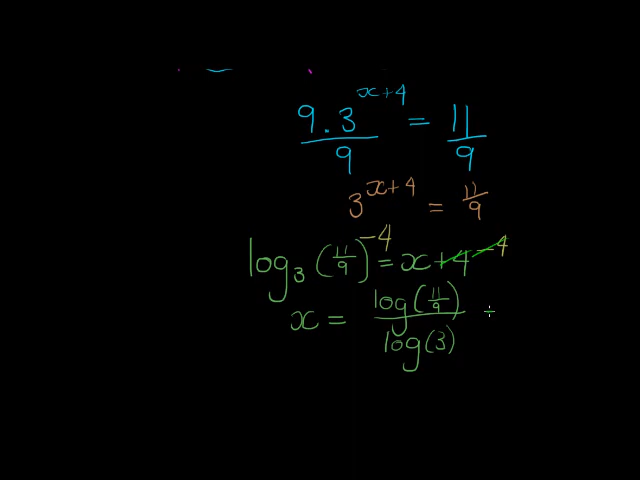 9.3^(x+4)/9 = 11/9
3^(x+4) = 11/9
log₃(11/9) -4 = x+4 -4
x = log(11/9)/log(3)